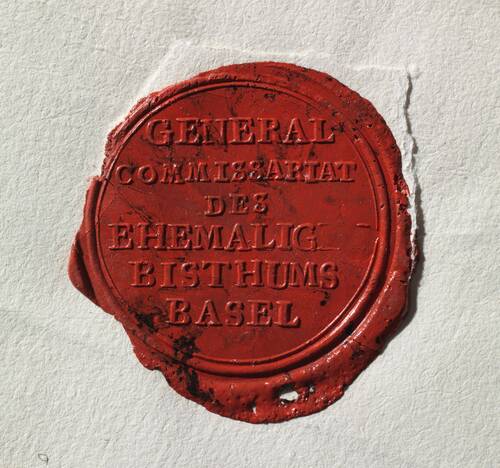 GENERAL
COMMISSARIAT
DES
EHEMALIG
BISTHUMS
BASEL